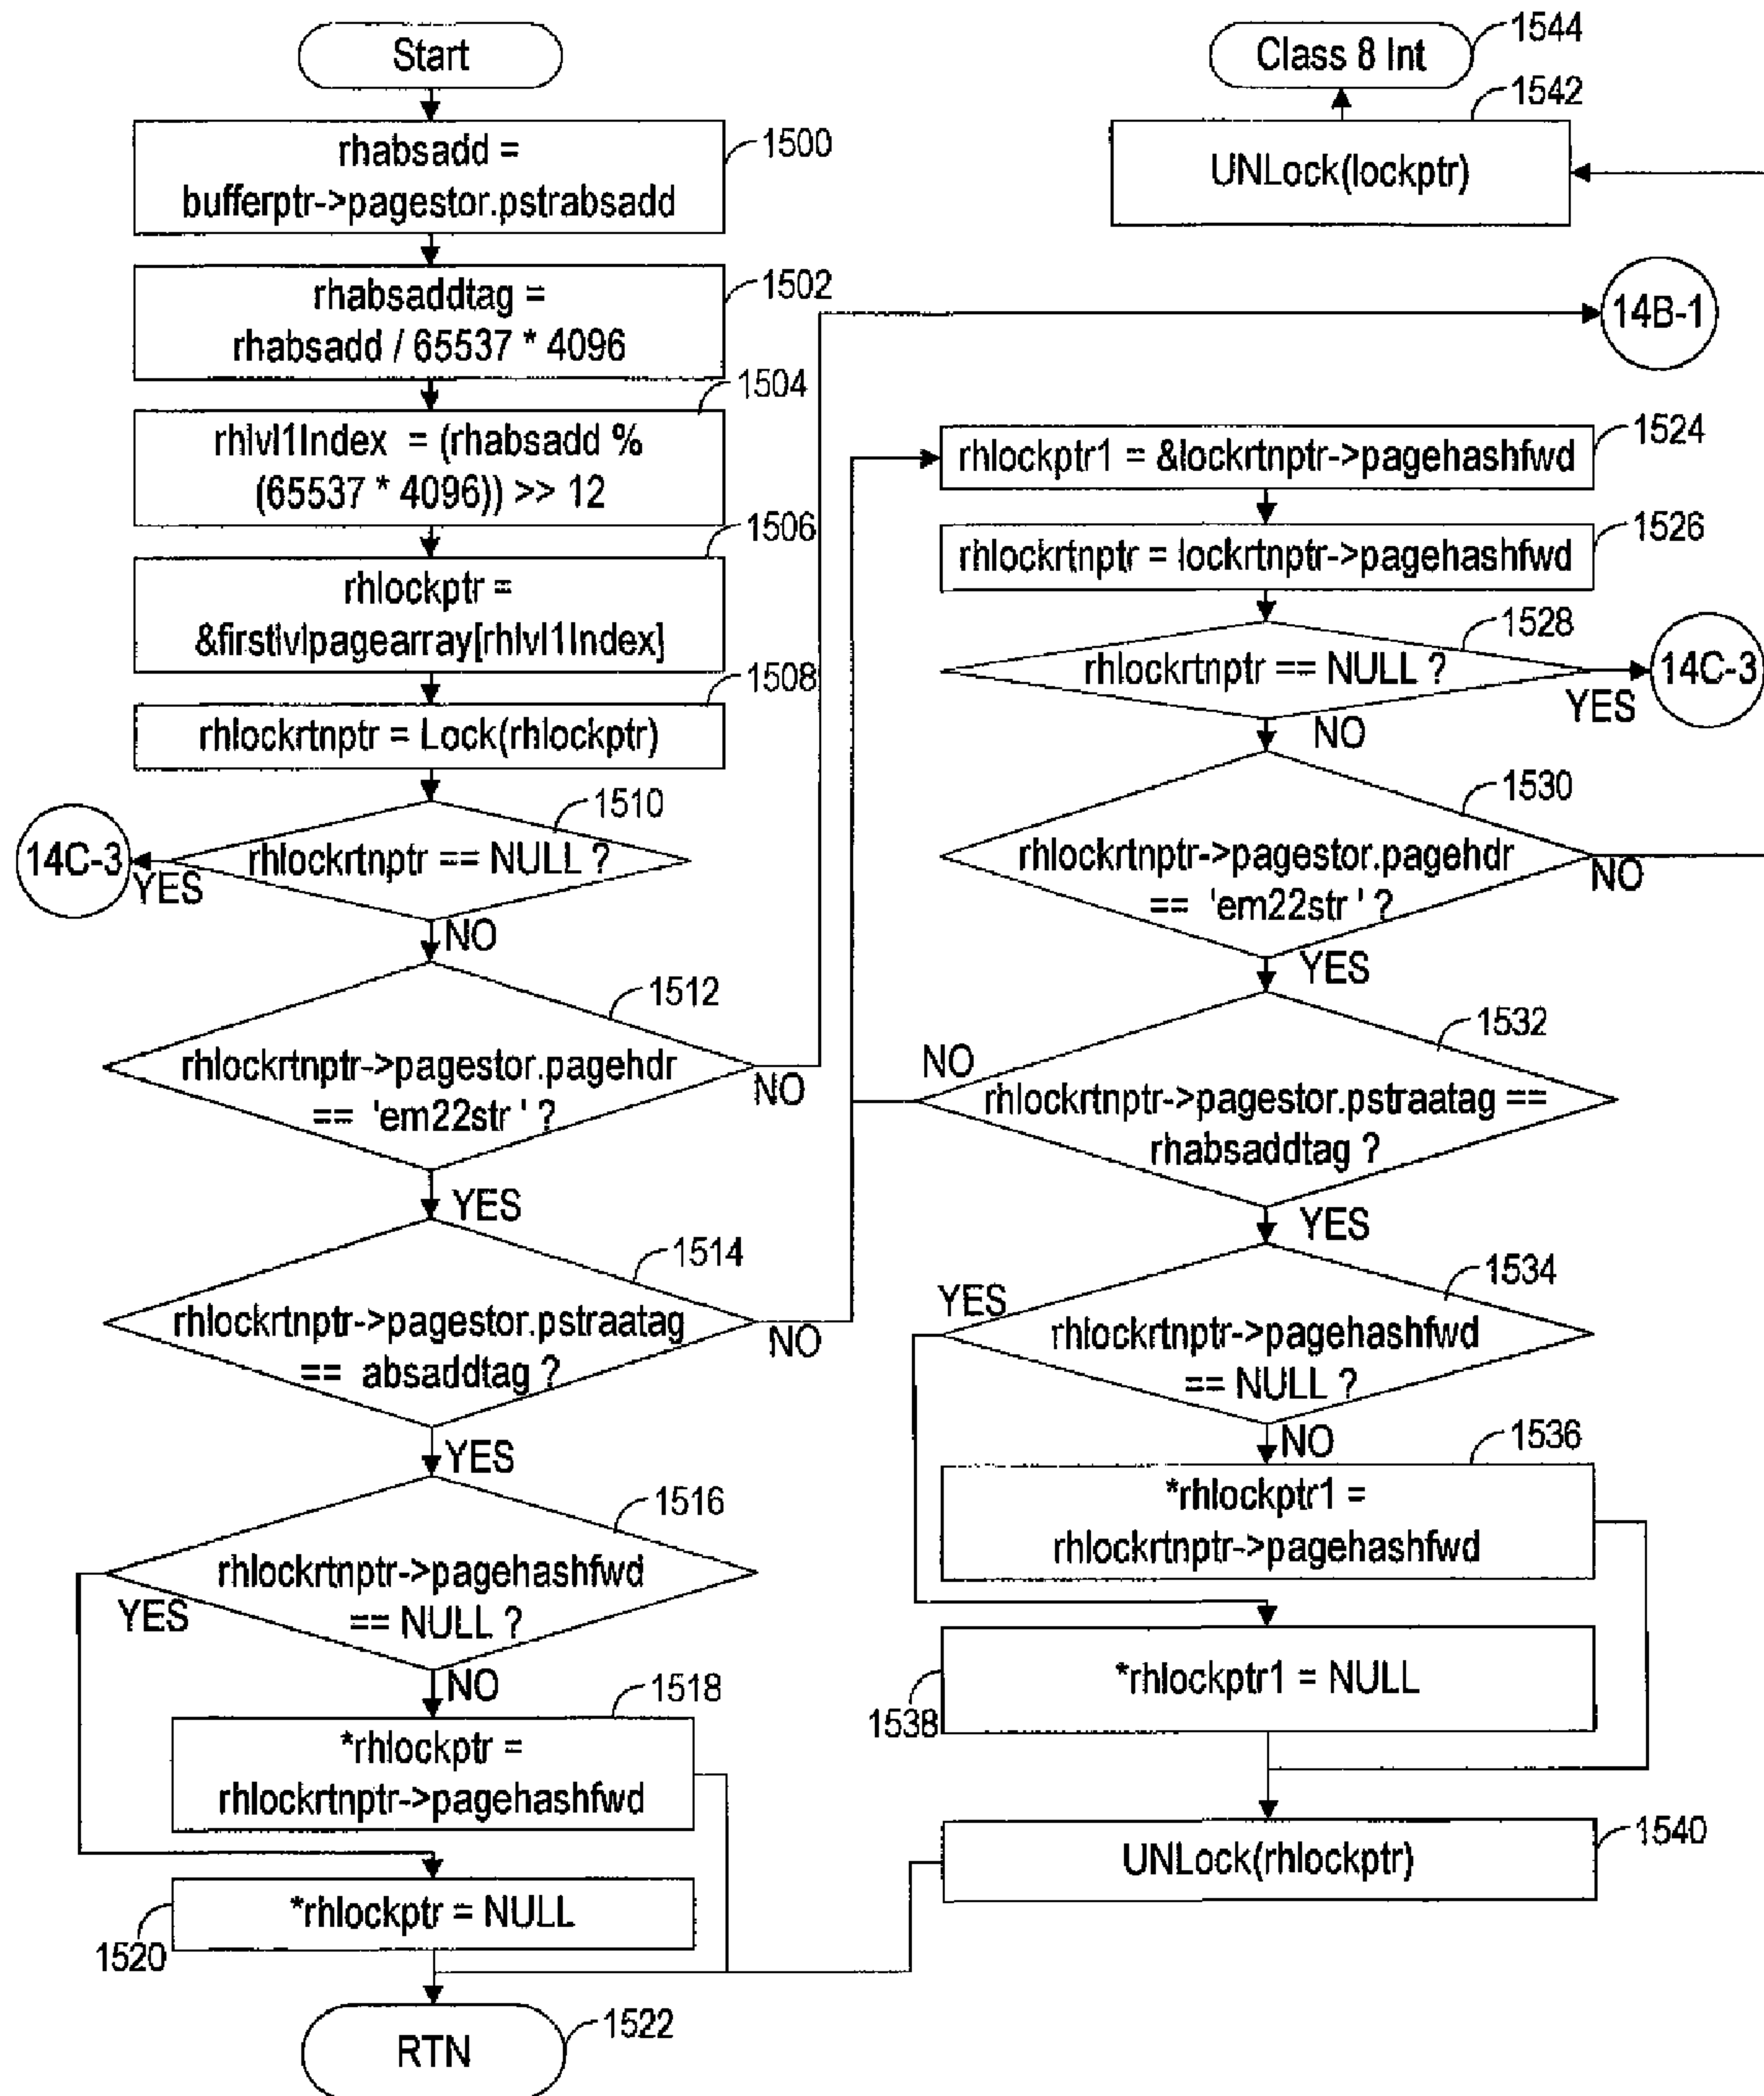 Start
1500
rhabsadd =
bufferptr->pagestor.pstrabsadd
1502
rhabsaddtag =
rhabsadd / 65537 * 4096
1504
rhlvl1Index = (rhabsadd %
(65537 * 4096)) >> 12
1506
rhlockptr =
&firstlvlpagearray[rhlvl1Index]
1508
rhlockrtnptr = Lock(rhlockptr)
1510
rhlockrtnptr == NULL ?
14C-3
YES
NO
1512
rhlockrtnptr->pagestor.pagehdr
== 'em22str ' ?
NO
YES
1514
rhlockrtnptr->pagestor.pstraatag
== absaddtag ?
NO
YES
1516
rhlockrtnptr->pagehashfwd
== NULL ?
YES
NO
1518
*rhlockptr =
rhlockrtnptr->pagehashfwd
*rhlockptr = NULL
1520
RTN
1522
Class 8 Int
1544
1542
UNLock(lockptr)
14B-1
1524
rhlockptr1 = &lockrtnptr->pagehashfwd
1526
rhlockrtnptr = lockrtnptr->pagehashfwd
1528
rhlockrtnptr == NULL ?
14C-3
YES
NO
1530
rhlockrtnptr->pagestor.pagehdr
== 'em22str ' ?
NO
YES
1532
NO
rhlockrtnptr->pagestor.pstraatag ==
rhabsaddtag ?
YES
1534
YES
rhlockrtnptr->pagehashfwd
== NULL ?
NO
1536
*rhlockptr1 =
rhlockrtnptr->pagehashfwd
*rhlockptr1 = NULL
1538
1540
UNLock(rhlockptr)